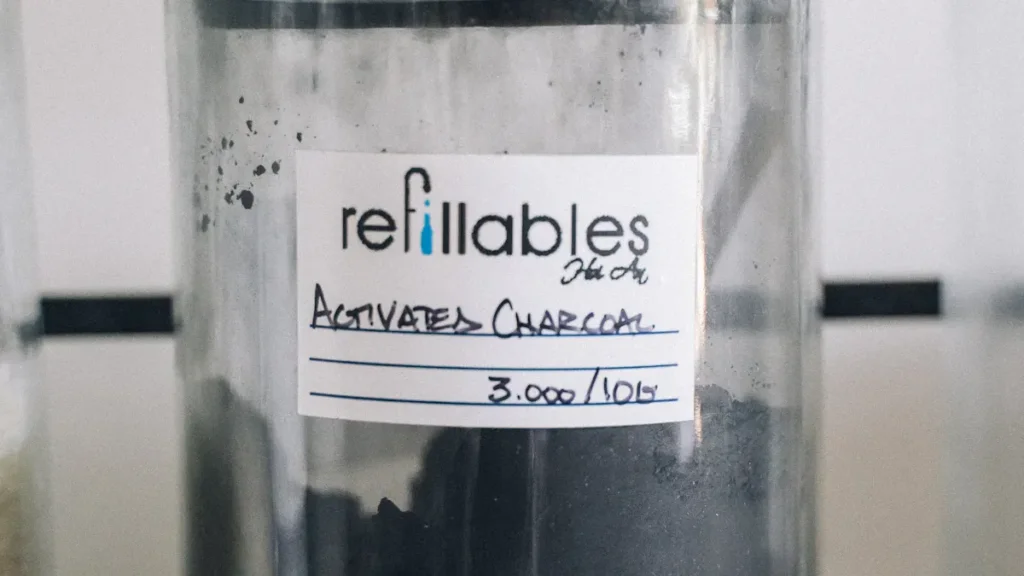 refillables
Hoi An
ACTIVATED CHARCOAL
3.000/10G